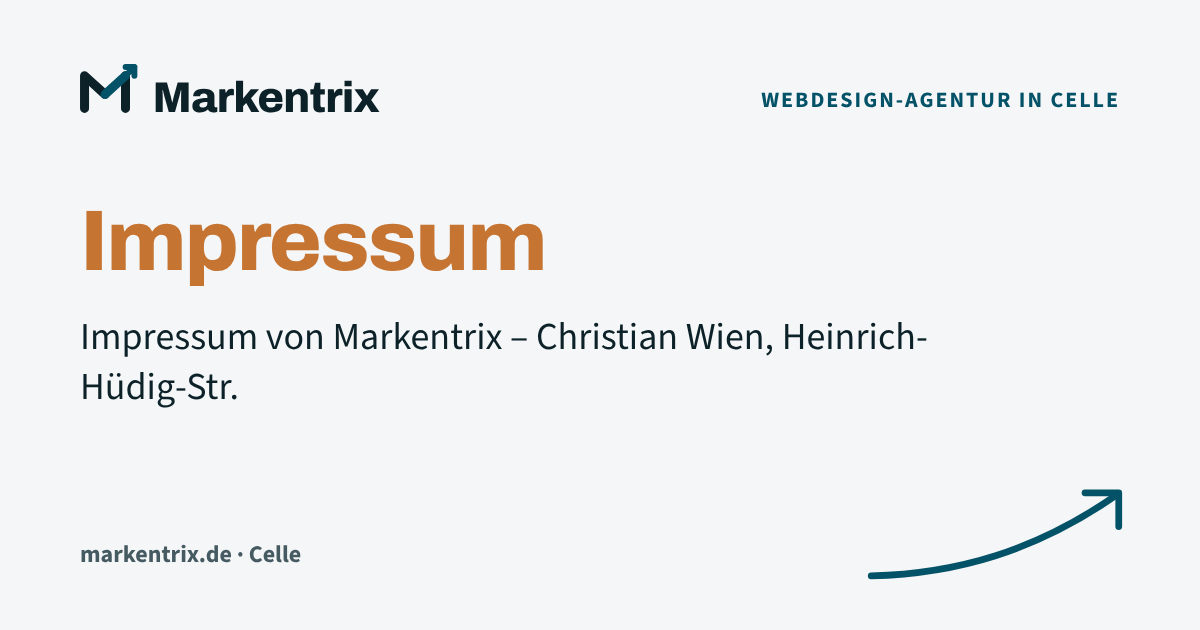 Markentrix
WEBDESIGN-AGENTUR IN CELLE
Impressum
Impressum von Markentrix – Christian Wien, Heinrich-
Hüdig-Str.
markentrix.de · Celle